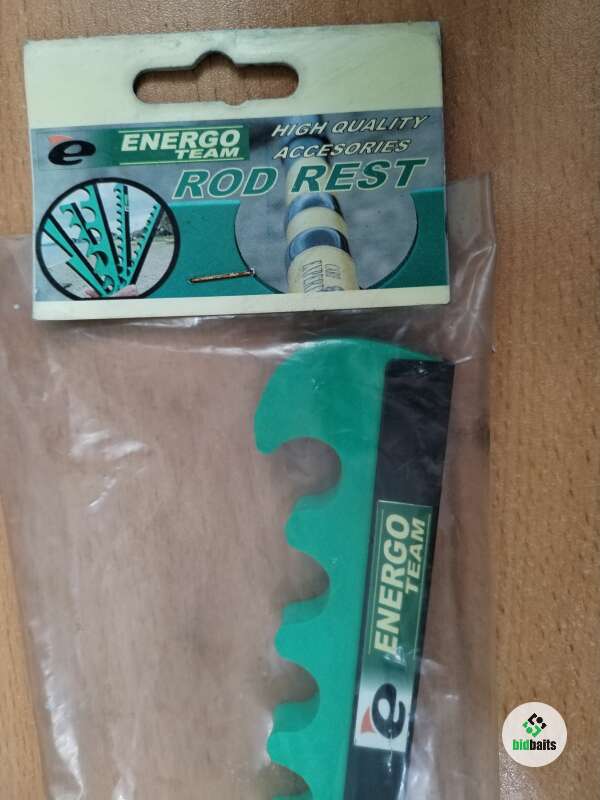 e ENERGO
TEAM
HIGH QUALITY
ACCESORIES
ROD REST
ENERGO
TEAM
e
bidbaits